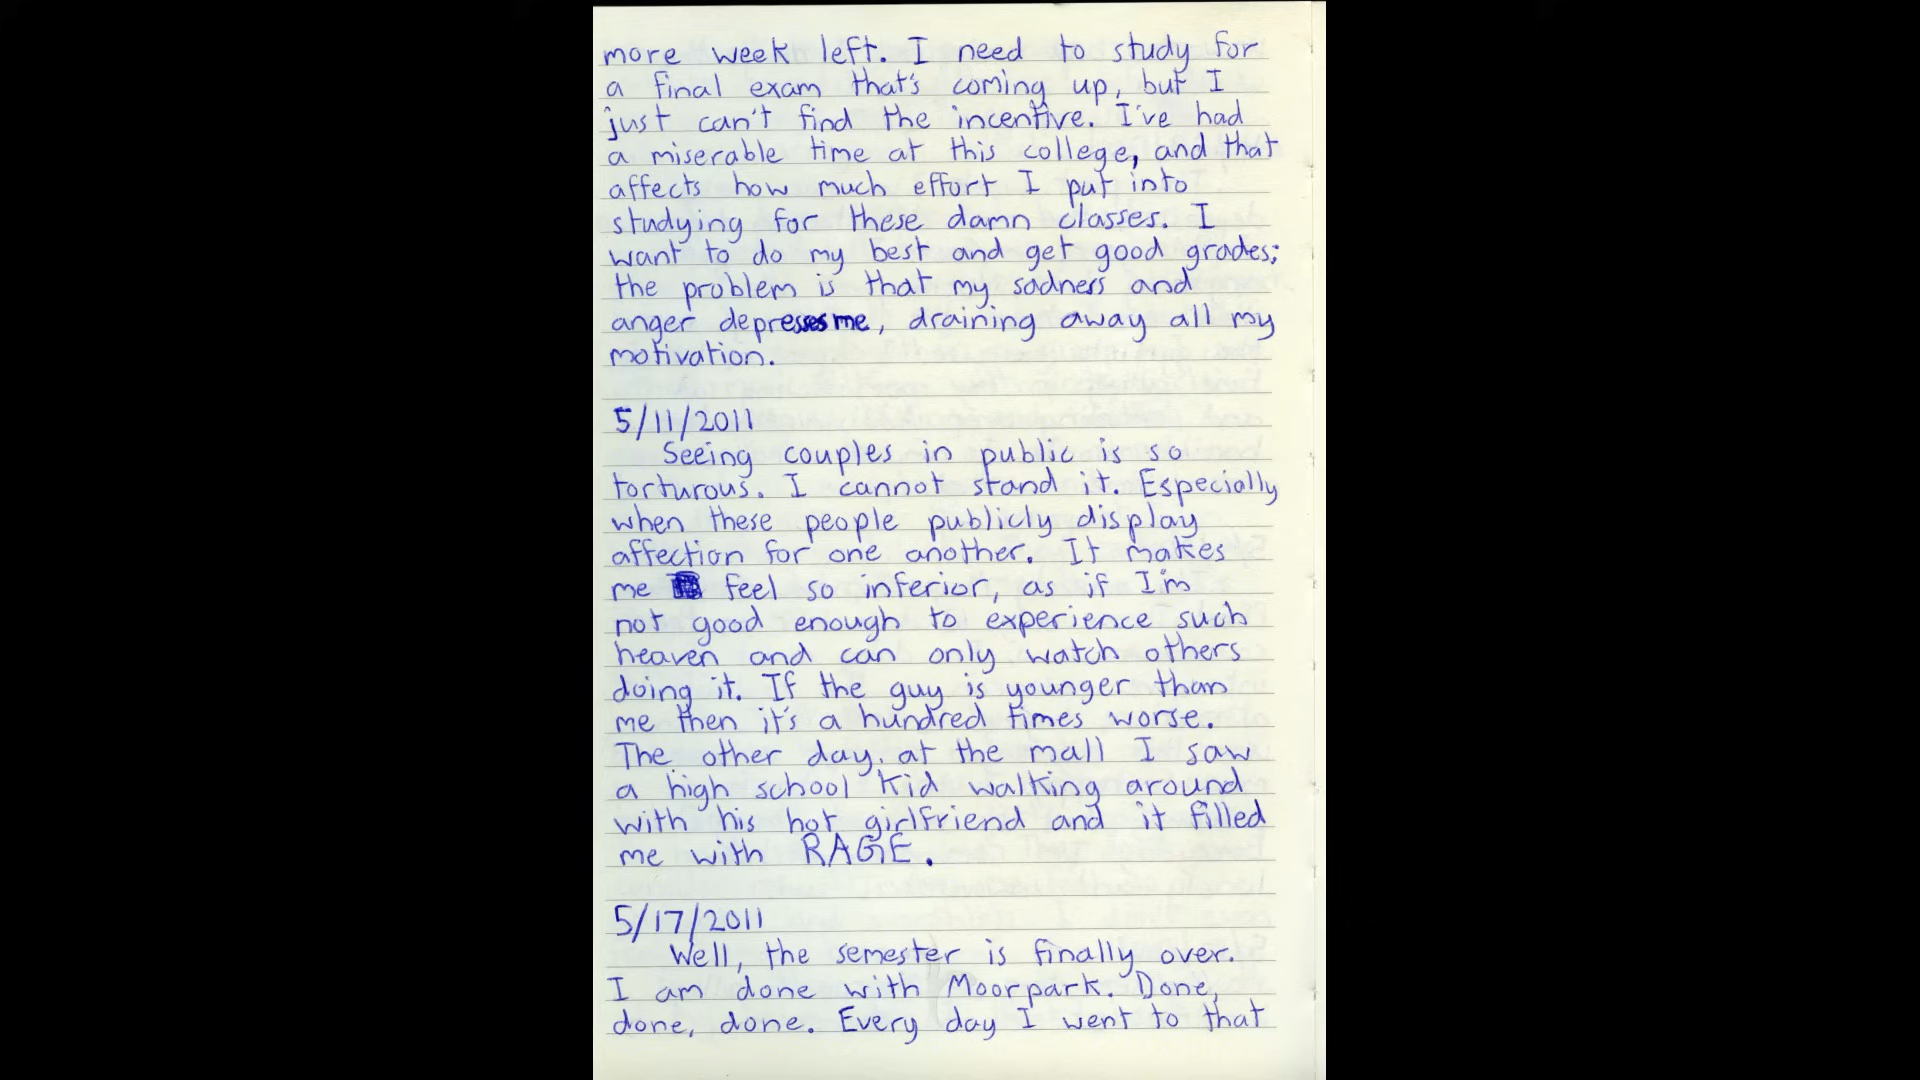 more week left. I need to study for
a final exam that's coming up, but I
just can't find the incentive. I've had
a miserable time at this college, and that
affects how much effort I put into
studying for these damn classes. I
want to do my best and get good grades;
the problem is that my sadness and
anger depresses me, draining away all my
motivation.
5/11/2011
Seeing couples in public is so
torturous. I cannot stand it. Especially
when these people publicly display
affection for one another. It makes
me feel so inferior, as if I'm
not good enough to experience such
heaven and can only watch others
doing it. If the guy is younger than
me then it's a hundred times worse.
The other day, at the mall I saw
a high school kid walking around
with his hot girlfriend and it filled
me with RAGE.
5/17/2011
Well, the semester is finally over.
I am done with Moorpark. Done,
done, done. Every day I went to that